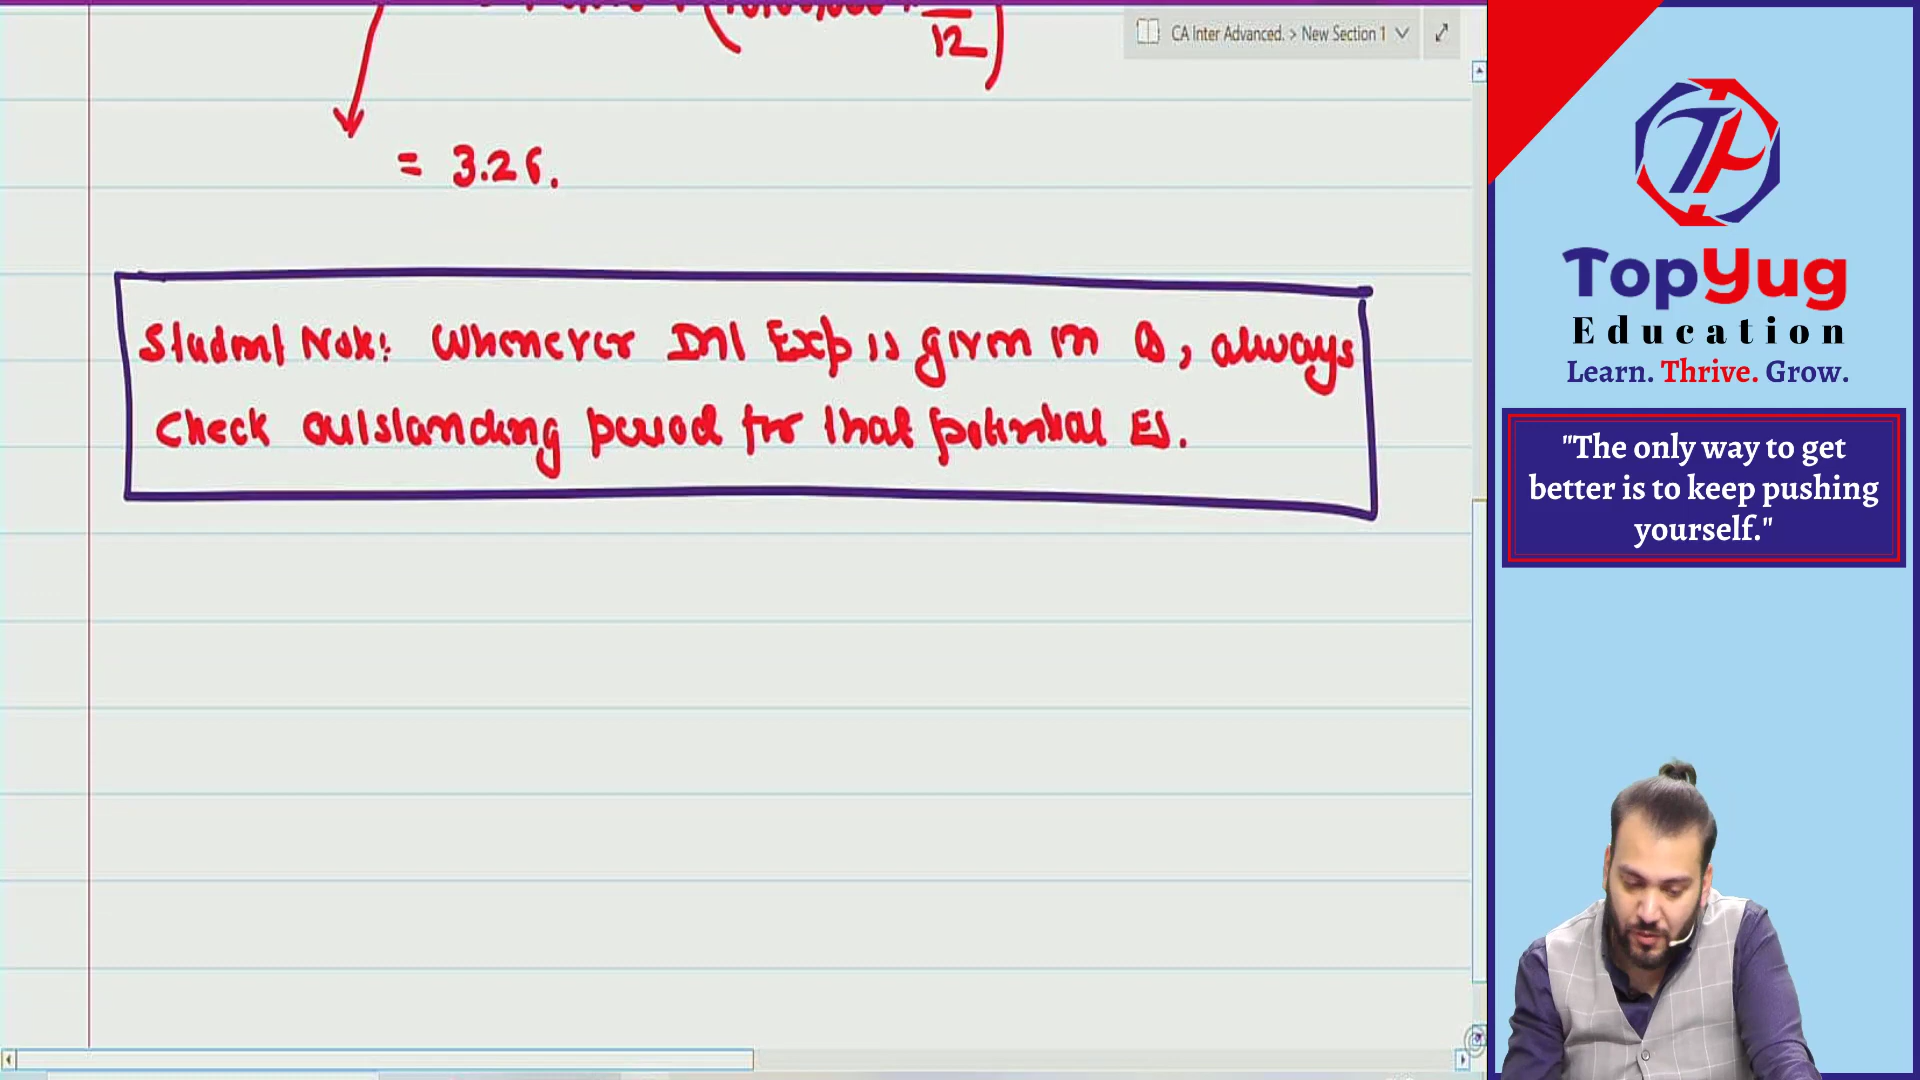 12
CA Inter Advanced. > New Section 1
= 3.26.
Student Note: Whenever Int Exp is given in Q, always
check outstanding period for that potential ES.
TopYug
Education
Learn. Thrive. Grow.
"The only way to get
better is to keep pushing
yourself."